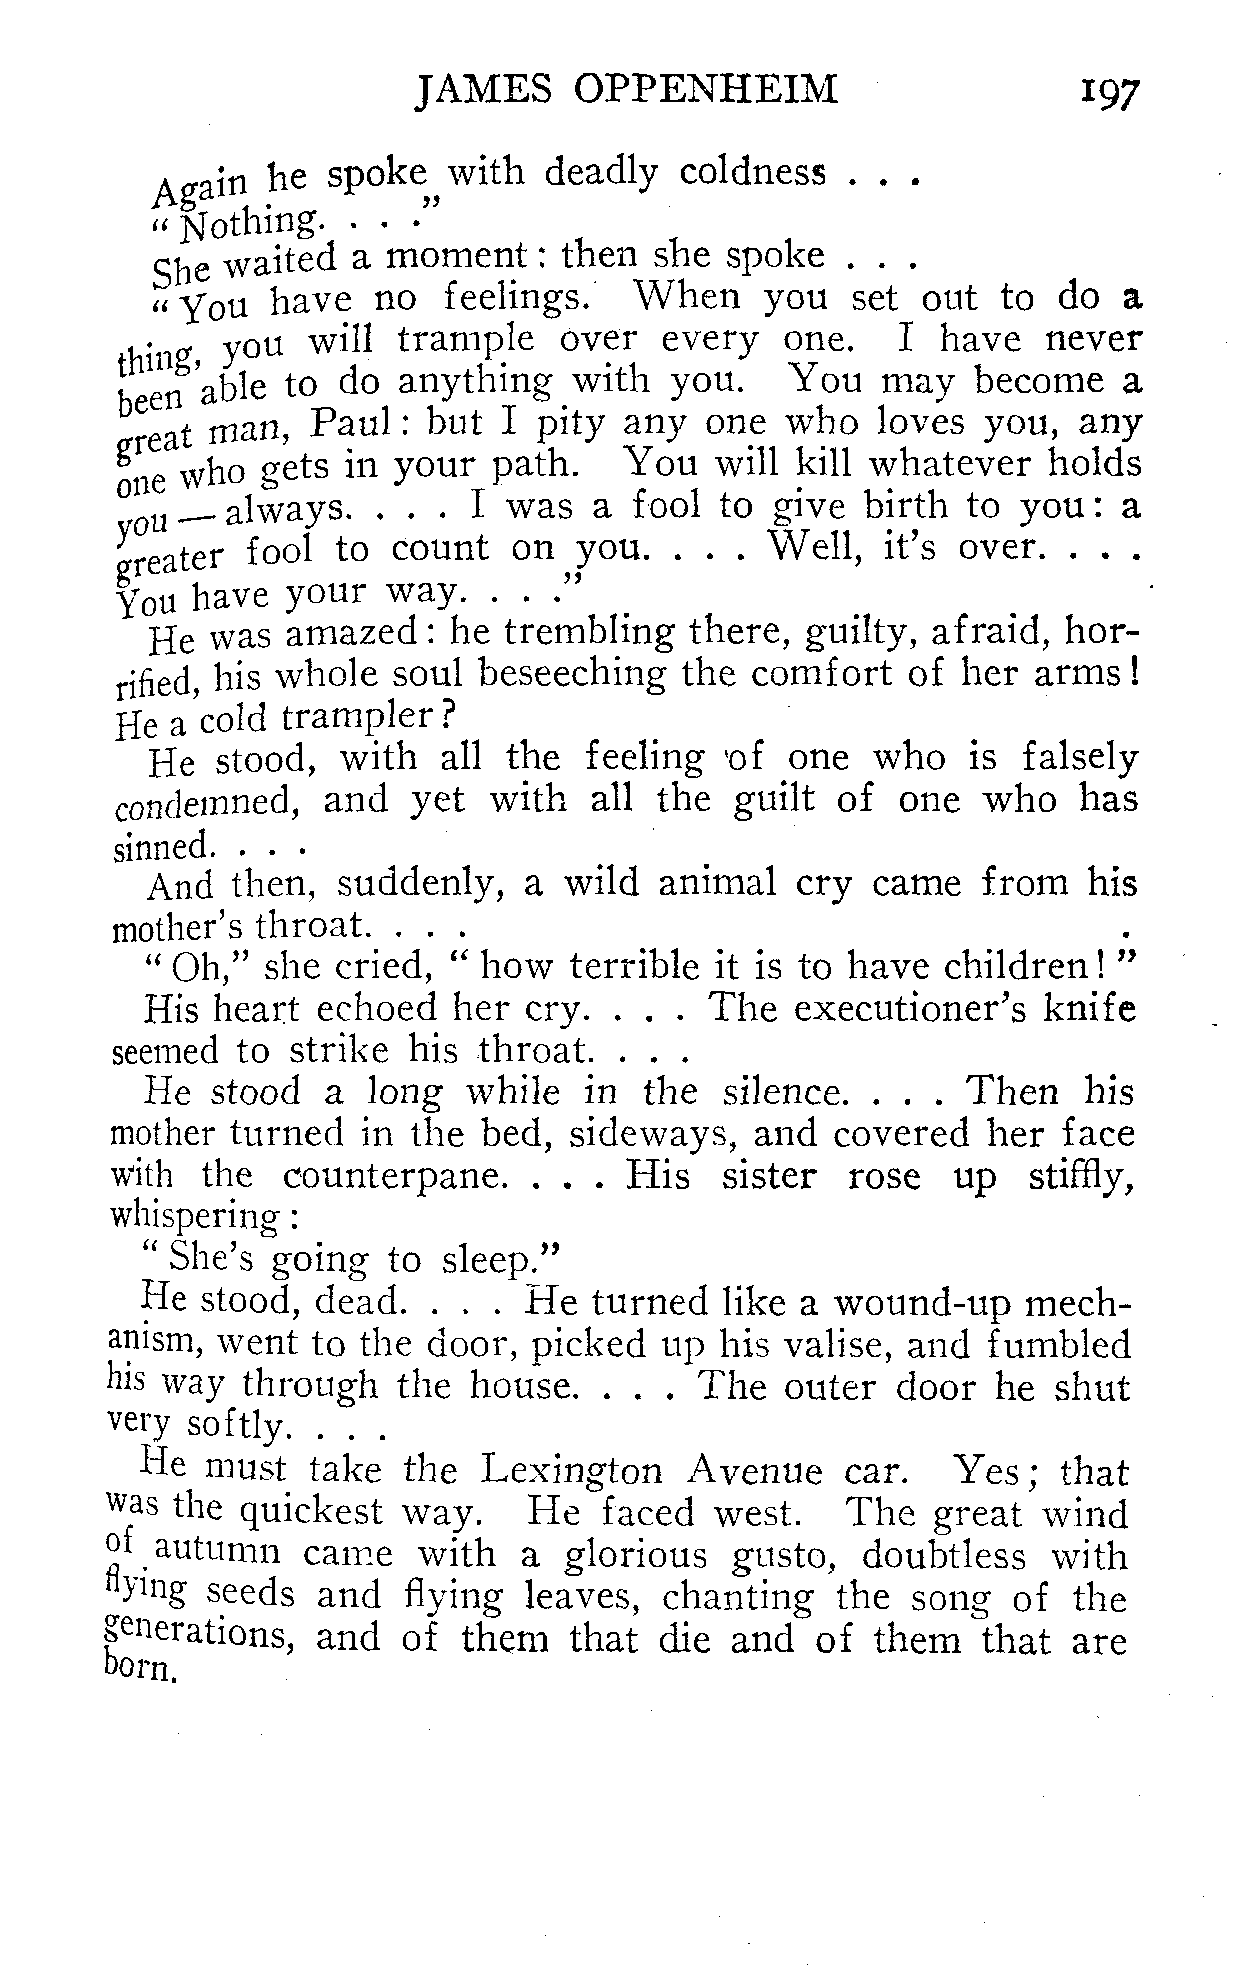 JAMES OPPENHEIM 197
Again he spoke with deadly coldness . . .
" Nothing. . . ."
She waited a moment : then she spoke . . .
" You have no feelings. When you set out to do a
thing, you will trample over every one. I have never
been able to do anything with you. You may become a
great man, Paul : but I pity any one who loves you, any
one who gets in your path. You will kill whatever holds
you — always. . . . I was a fool to give birth to you : a
greater fool to count on you. . . . Well, it's over. . . .
You have your way. . . ."
He was amazed : he trembling there, guilty, afraid, hor-
rified, his whole soul beseeching the comfort of her arms !
He a cold trampler ?
He stood, with all the feeling of one who is falsely
condemned, and yet with all the guilt of one who has
sinned. . . .
And then, suddenly, a wild animal cry came from his
mother's throat. . . .
" Oh," she cried, " how terrible it is to have children ! "
His heart echoed her cry. . . . The executioner's knife
seemed to strike his throat. . . .
He stood a long while in the silence. . . . Then his
mother turned in the bed, sideways, and covered her face
with the counterpane. . . . His sister rose up stiffly,
whispering :
" She's going to sleep."
He stood, dead. . . . He turned like a wound-up mech-
anism, went to the door, picked up his valise, and fumbled
his way through the house. . . . The outer door he shut
very softly. . . .
He must take the Lexington Avenue car. Yes ; that
was the quickest way. He faced west. The great wind
of autumn came with a glorious gusto, doubtless with
flying seeds and flying leaves, chanting the song of the
generations, and of them that die and of them that are
born.